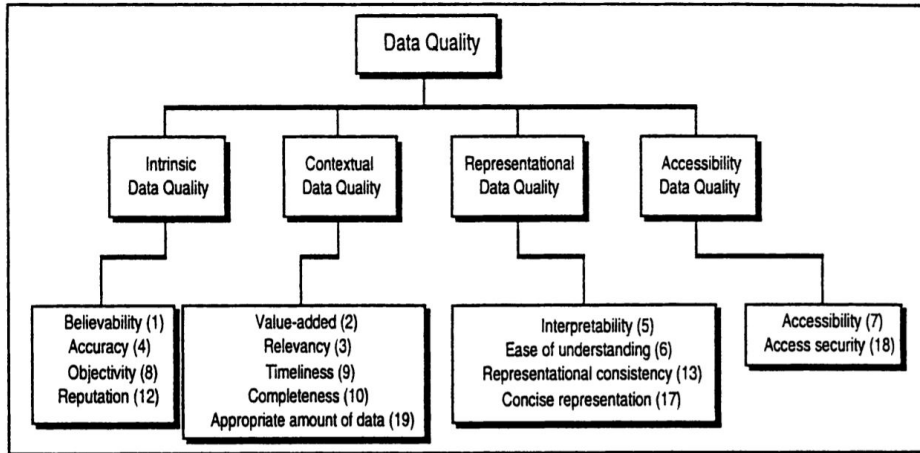 Data Quality
Intrinsic
Data Quality
Contextual
Data Quality
Representational
Data Quality
Accessibility
Data Quality
Believability (1)
Accuracy (4)
Objectivity (8)
Reputation (12)
Value-added (2)
Relevancy (3)
Timeliness (9)
Completeness (10)
Appropriate amount of data (19)
Interpretability (5)
Ease of understanding (6)
Representational consistency (13)
Concise representation (17)
Accessibility (7)
Access security (18)